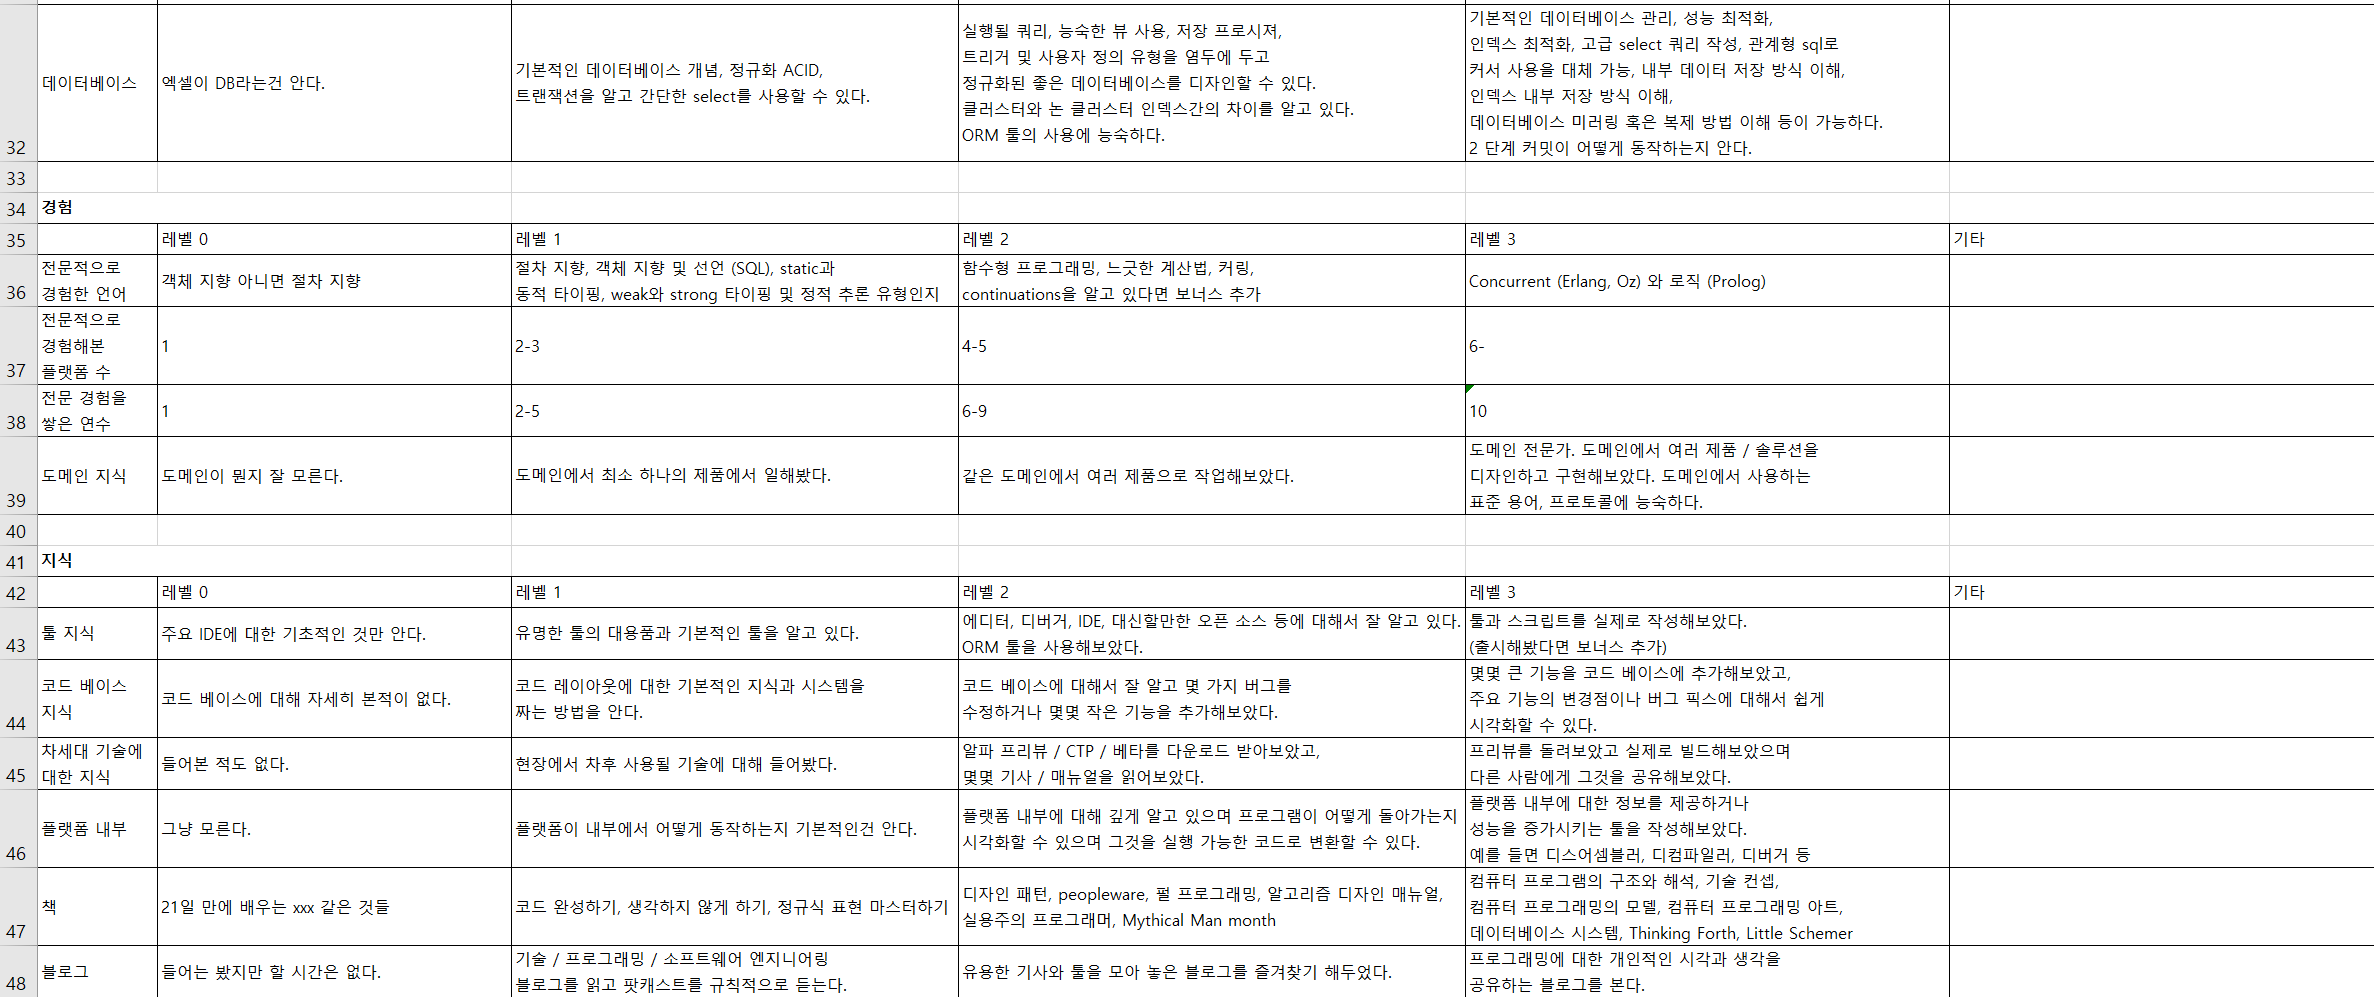 32
데이터베이스
엑셀이 DB라는건 안다.
기본적인 데이터베이스 개념, 정규화 ACID,
트랜잭션을 알고 간단한 select를 사용할 수 있다.
실행될 쿼리, 능숙한 뷰 사용, 저장 프로시져,
트리거 및 사용자 정의 유형을 염두에 두고
정규화된 좋은 데이터베이스를 디자인할 수 있다.
클러스터와 논 클러스터 인덱스간의 차이를 알고 있다.
ORM 툴의 사용에 능숙하다.
기본적인 데이터베이스 관리, 성능 최적화,
인덱스 최적화, 고급 select 쿼리 작성, 관계형 sql로
커서 사용을 대체 가능, 내부 데이터 저장 방식 이해,
인덱스 내부 저장 방식 이해,
데이터베이스 미러링 혹은 복제 방법 이해 등이 가능하다.
2 단계 커밋이 어떻게 동작하는지 안다.
33
34
경험
35
레벨 0
레벨 1
레벨 2
레벨 3
기타
36
전문적으로
경험한 언어
객체 지향 아니면 절차 지향
절차 지향, 객체 지향 및 선언 (SQL), static과
동적 타이핑, weak와 strong 타이핑 및 정적 추론 유형인지
함수형 프로그래밍, 느긋한 계산법, 커링,
continuations을 알고 있다면 보너스 추가
Concurrent (Erlang, Oz) 와 로직 (Prolog)
37
전문적으로
경험해본
플랫폼 수
1
2-3
4-5
6-
38
전문 경험을
쌓은 연수
1
2-5
6-9
10
39
도메인 지식
도메인이 뭔지 잘 모른다.
도메인에서 최소 하나의 제품에서 일해봤다.
같은 도메인에서 여러 제품으로 작업해보았다.
도메인 전문가. 도메인에서 여러 제품 / 솔루션을
디자인하고 구현해보았다. 도메인에서 사용하는
표준 용어, 프로토콜에 능숙하다.
40
41
지식
42
레벨 0
레벨 1
레벨 2
레벨 3
기타
43
툴 지식
주요 IDE에 대한 기초적인 것만 안다.
유명한 툴의 대용품과 기본적인 툴을 알고 있다.
에디터, 디버거, IDE, 대신할만한 오픈 소스 등에 대해서 잘 알고 있다.
ORM 툴을 사용해보았다.
툴과 스크립트를 실제로 작성해보았다.
(출시해봤다면 보너스 추가)
44
코드 베이스
지식
코드 베이스에 대해 자세히 본적이 없다.
코드 레이아웃에 대한 기본적인 지식과 시스템을
짜는 방법을 안다.
코드 베이스에 대해서 잘 알고 몇 가지 버그를
수정하거나 몇몇 작은 기능을 추가해보았다.
몇몇 큰 기능을 코드 베이스에 추가해보았고,
주요 기능의 변경점이나 버그 픽스에 대해서 쉽게
시각화할 수 있다.
45
차세대 기술에
대한 지식
들어본 적도 없다.
현장에서 차후 사용될 기술에 대해 들어봤다.
알파 프리뷰 / CTP / 베타를 다운로드 받아보았고,
몇몇 기사 / 매뉴얼을 읽어보았다.
프리뷰를 돌려보았고 실제로 빌드해보았으며
다른 사람에게 그것을 공유해보았다.
46
플랫폼 내부
그냥 모른다.
플랫폼이 내부에서 어떻게 동작하는지 기본적인건 안다.
플랫폼 내부에 대해 깊게 알고 있으며 프로그램이 어떻게 돌아가는지
시각화할 수 있으며 그것을 실행 가능한 코드로 변환할 수 있다.
플랫폼 내부에 대한 정보를 제공하거나
성능을 증가시키는 툴을 작성해보았다.
예를 들면 디스어셈블러, 디컴파일러, 디버거 등
47
책
21일 만에 배우는 xxx 같은 것들
코드 완성하기, 생각하지 않게 하기, 정규식 표현 마스터하기
디자인 패턴, peopleware, 펄 프로그래밍, 알고리즘 디자인 매뉴얼,
실용주의 프로그래머, Mythical Man month
컴퓨터 프로그램의 구조와 해석, 기술 컨셉,
컴퓨터 프로그래밍의 모델, 컴퓨터 프로그래밍 아트,
데이터베이스 시스템, Thinking Forth, Little Schemer
48
블로그
들어는 봤지만 할 시간은 없다.
기술 / 프로그래밍 / 소프트웨어 엔지니어링
블로그를 읽고 팟캐스트를 규칙적으로 듣는다.
유용한 기사와 툴을 모아 놓은 블로그를 즐겨찾기 해두었다.
프로그래밍에 대한 개인적인 시각과 생각을
공유하는 블로그를 본다.